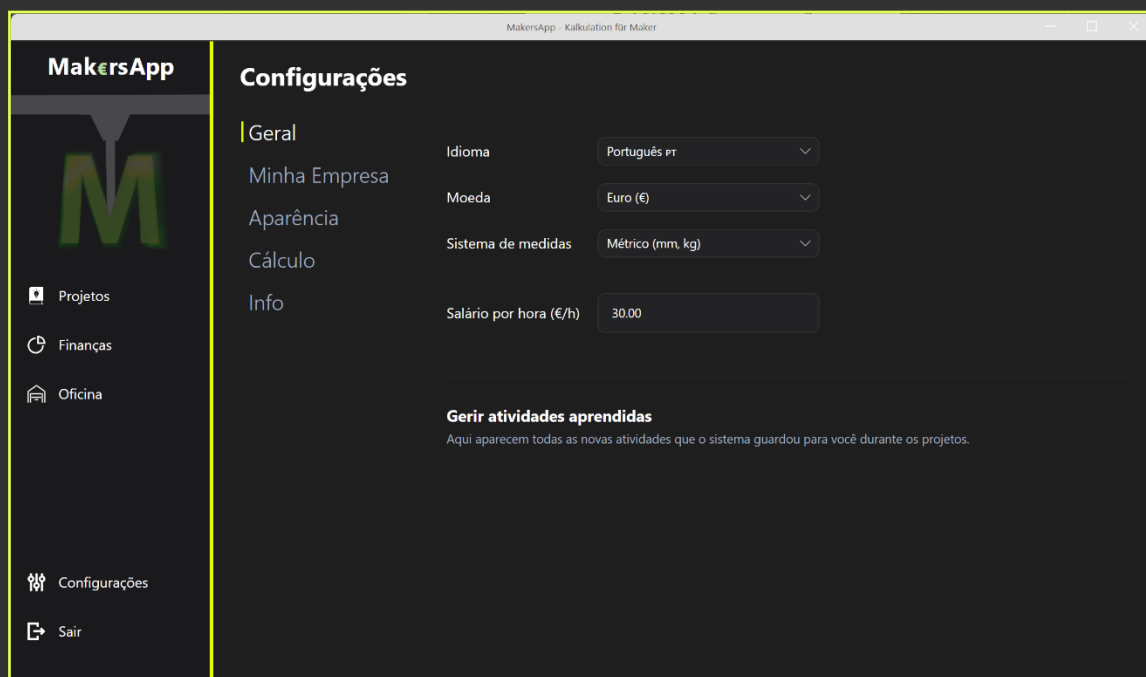 MakersApp - Kalkulation für Maker
Mak€rsApp
M
Projetos
Finanças
Oficina
Configurações
Sair
Configurações
Geral
Minha Empresa
Aparência
Cálculo
Info
Idioma
Português PT
Moeda
Euro (€)
Sistema de medidas
Métrico (mm, kg)
Salário por hora (€/h)
30.00
Gerir atividades aprendidas
Aqui aparecem todas as novas atividades que o sistema guardou para você durante os projetos.